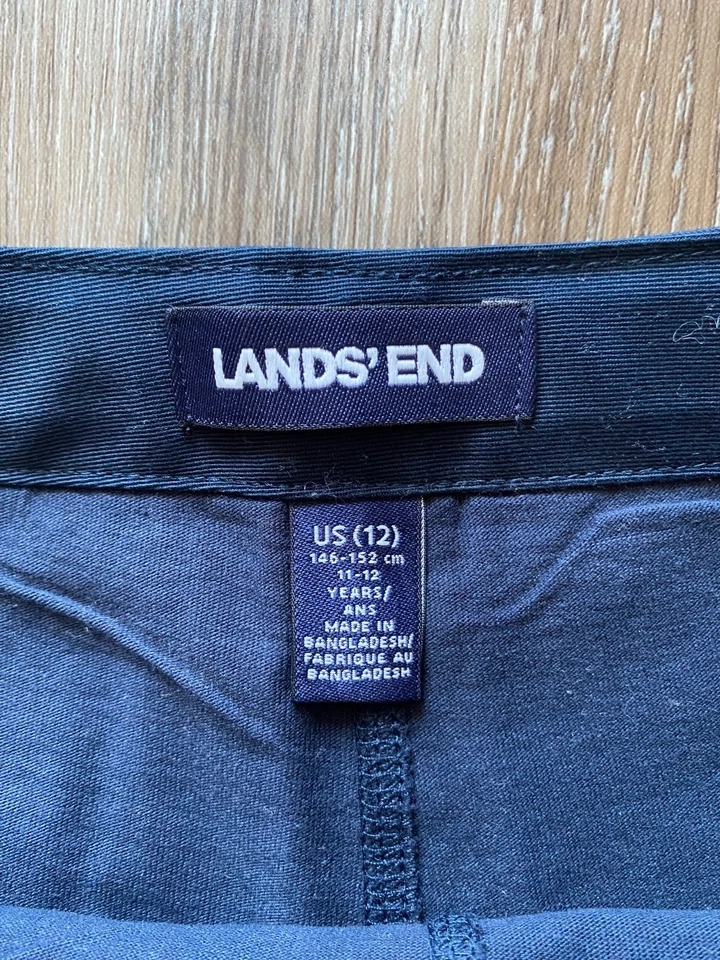 LANDS' END
US (12)
146-152 cm
11-12
YEARS/
ANS
MADE IN
BANGLADESH/
FABRIQUE AU
BANGLADESH